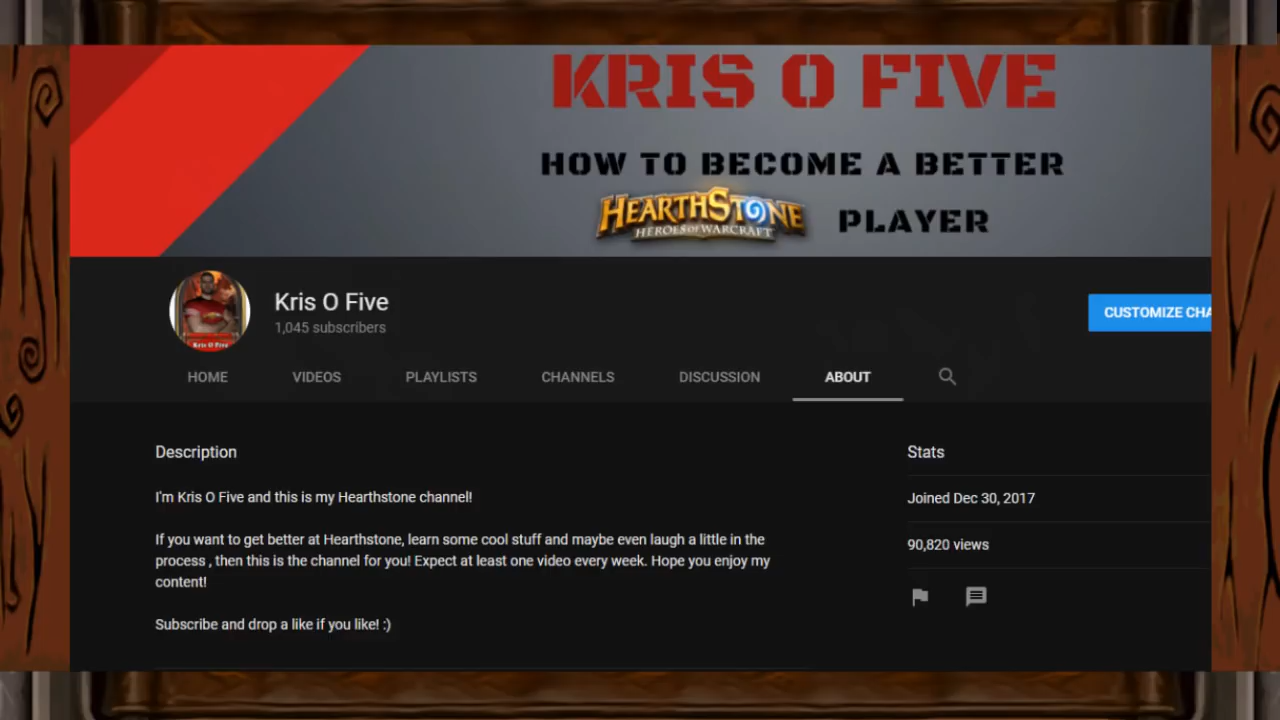 KRIS O FIVE
HOW TO BECOME A BETTER
HEARTHSTONE
HEROES OF WARCRAFT
PLAYER
Kris O Five
Kris O Five
1,045 subscribers
CUSTOMIZE CHA
HOME VIDEOS PLAYLISTS CHANNELS DISCUSSION ABOUT
Description
I'm Kris O Five and this is my Hearthstone channel!
If you want to get better at Hearthstone, learn some cool stuff and maybe even laugh a little in the
process , then this is the channel for you! Expect at least one video every week. Hope you enjoy my
content!
Subscribe and drop a like if you like! :)
Stats
Joined Dec 30, 2017
90,820 views